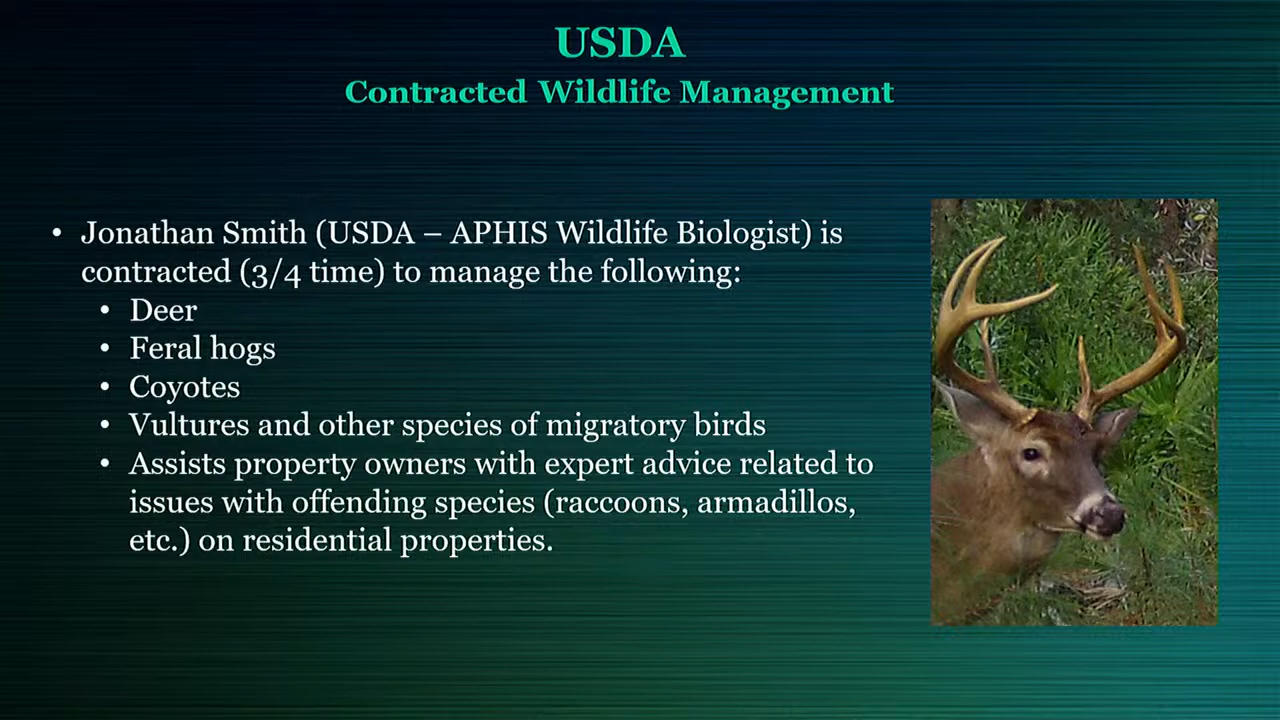 USDA
Contracted Wildlife Management
• Jonathan Smith (USDA – APHIS Wildlife Biologist) is
contracted (3/4 time) to manage the following:
• Deer
• Feral hogs
• Coyotes
• Vultures and other species of migratory birds
• Assists property owners with expert advice related to
issues with offending species (raccoons, armadillos,
etc.) on residential properties.